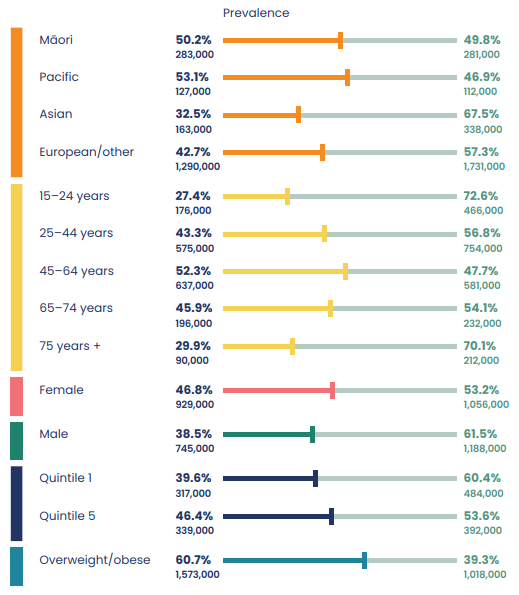 Prevalence
Māori 50.2% 49.8%
283,000 281,000
Pacific 53.1% 46.9%
127,000 112,000
Asian 32.5% 67.5%
163,000 338,000
European/other 42.7% 57.3%
1,290,000 1,731,000
15–24 years 27.4% 72.6%
176,000 466,000
25–44 years 43.3% 56.8%
575,000 754,000
45–64 years 52.3% 47.7%
637,000 581,000
65–74 years 45.9% 54.1%
196,000 232,000
75 years + 29.9% 70.1%
90,000 212,000
Female 46.8% 53.2%
929,000 1,056,000
Male 38.5% 61.5%
745,000 1,188,000
Quintile 1 39.6% 60.4%
317,000 484,000
Quintile 5 46.4% 53.6%
339,000 392,000
Overweight/obese 60.7% 39.3%
1,573,000 1,018,000